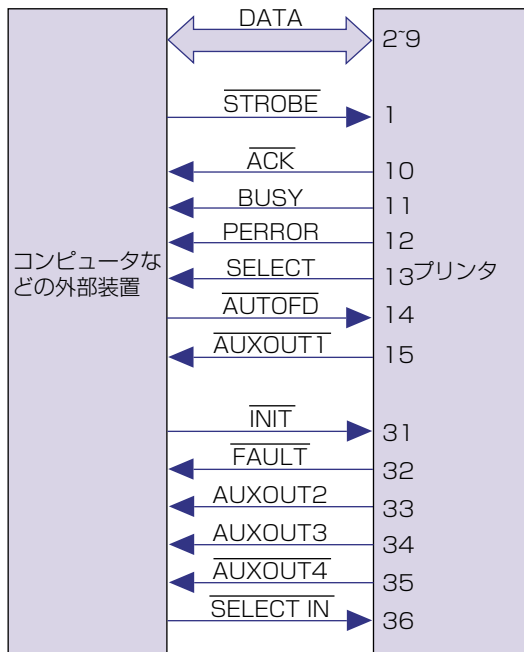 DATA
2~9
STROBE
1
ACK
10
BUSY
11
PERROR
12
コンピュータな
どの外部装置
SELECT
13プリンタ
AUTOFD
14
AUXOUT1
15
INIT
31
FAULT
32
AUXOUT2
33
AUXOUT3
34
AUXOUT4
35
SELECT IN
36